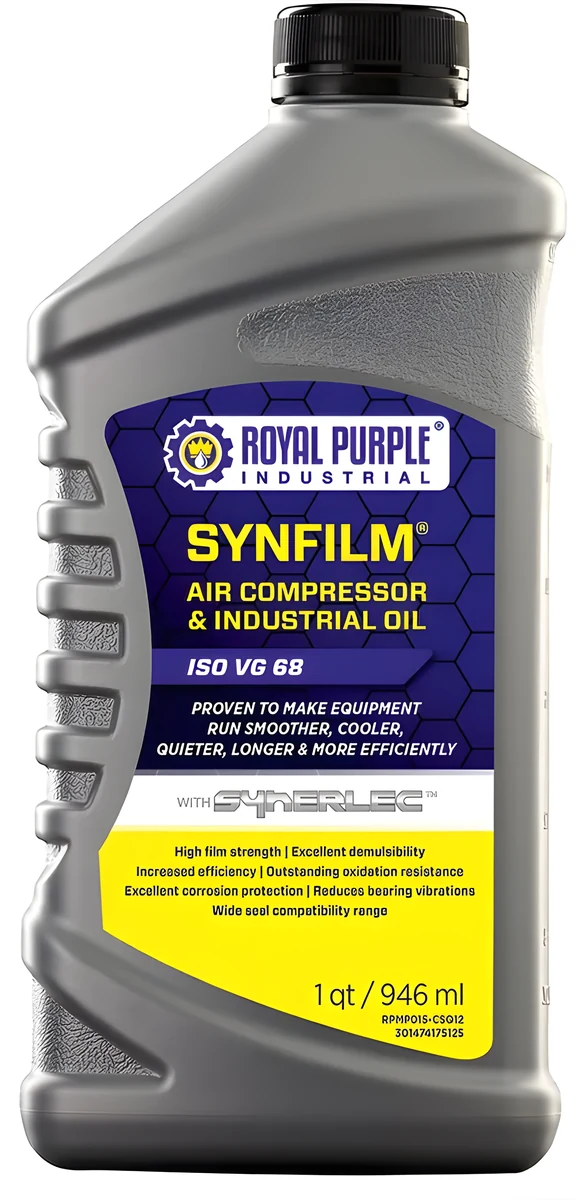 ROYAL PURPLE®
INDUSTRIAL
SYNFILM®
AIR COMPRESSOR
& INDUSTRIAL OIL
ISO VG 68
PROVEN TO MAKE EQUIPMENT
RUN SMOOTHER, COOLER,
QUIETER, LONGER & MORE EFFICIENTLY
WITH SYNERLEC™
High film strength | Excellent demulsibility
Increased efficiency | Outstanding oxidation resistance
Excellent corrosion protection | Reduces bearing vibrations
Wide seal compatibility range
1 qt / 946 ml
RPMP015-CSQ12
301474175125